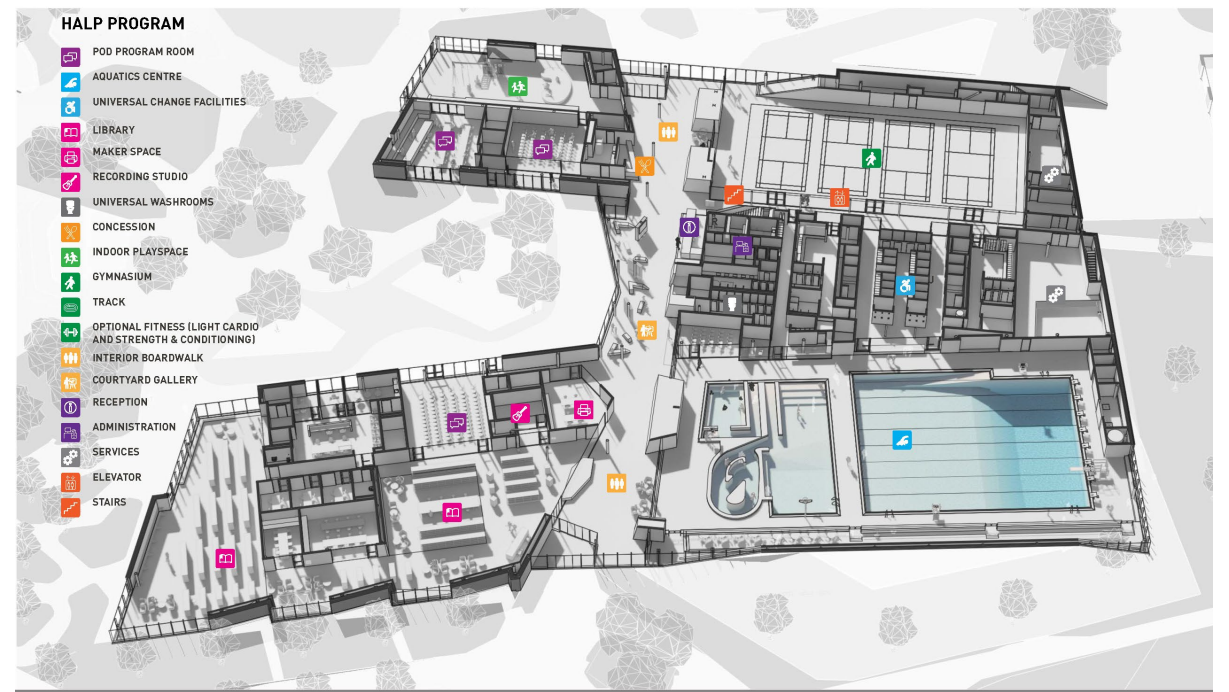 HALP PROGRAM
POD PROGRAM ROOM
AQUATICS CENTRE
UNIVERSAL CHANGE FACILITIES
LIBRARY
MAKER SPACE
RECORDING STUDIO
UNIVERSAL WASHROOMS
CONCESSION
INDOOR PLAYSPACE
GYMNASIUM
TRACK
OPTIONAL FITNESS (LIGHT CARDIO
AND STRENGTH & CONDITIONING)
INTERIOR BOARDWALK
COURTYARD GALLERY
RECEPTION
ADMINISTRATION
SERVICES
ELEVATOR
STAIRS